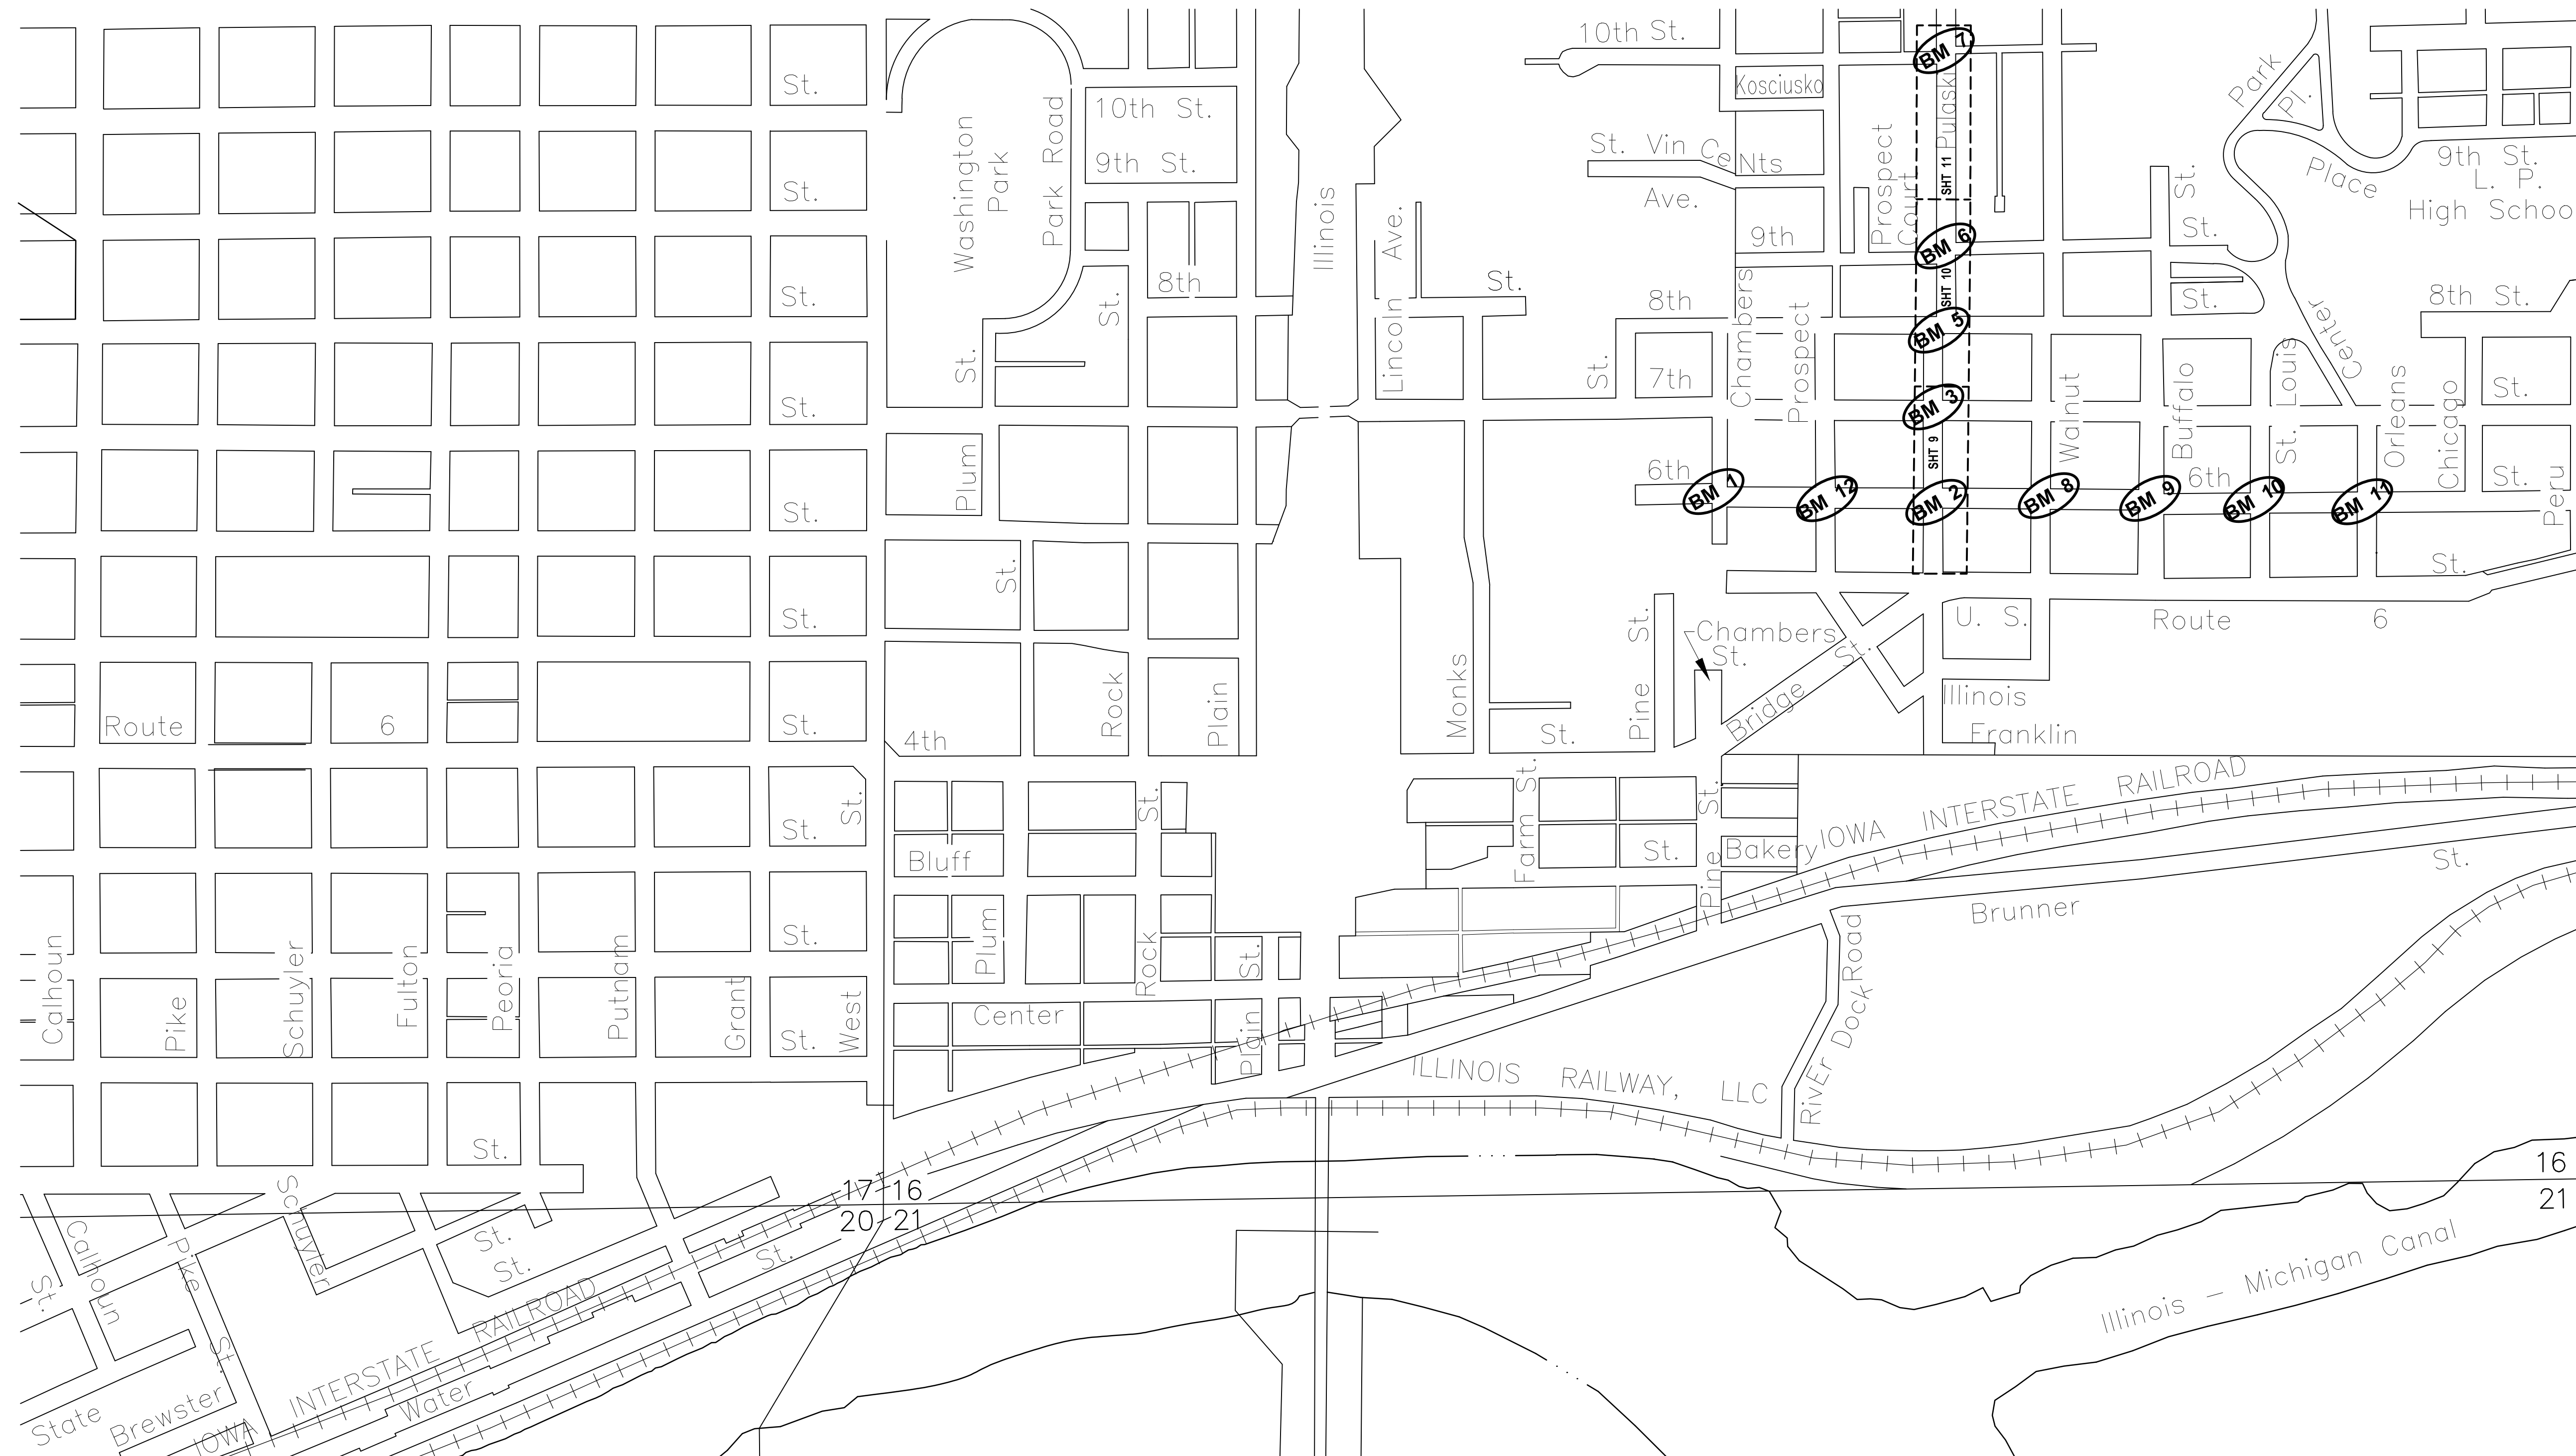 10th St.
St.
Kosciusko
Pulaski
BM 7
Park
Pl.
Place
10th St.
9th St.
Washington
Park
Park Road
St. Vin CeNts
Ave.
Prospect
Court
SHT 11
9th St.
L. P.
High Schoo
St.
Illinois
Lincoln Ave.
9th
BM 6
St.
St.
St.
8th
St.
St.
8th
Chambers
SHT 10
St.
8th St.
St.
St.
7th
St.
Prospect
BM 5
Center
St.
St.
BM 3
Walnut
Buffalo
St. Louis
Orleans
Chicago
St.
Plum
SHT 9
6th
6th
St.
St.
BM 1
BM 12
BM 2
BM 8
BM 9
BM 10
BM 11
Peru
St.
St.
St.
St.
Chambers
St.
U. S.
Route
6
Pine
Bridge
St.
Illinois
Franklin
Route
6
St.
4th
Rock
Plain
Monks
St.
IOWA INTERSTATE RAILROAD
St.
St.
Bluff
St.
Farm St.
St.
Pine St.
Bakery
St.
Brunner
Calhoun
Pike
Schuyler
Fulton
Peoria
Putnam
Grant
St.
West
St.
Plum
Rock
St.
Plain
Center
RivEr Dock Road
ILLINOIS RAILWAY, LLC
St.
17
16
20
21
16
21
St.
Calhoun
Pike
St.
Schuyler
St.
St.
St.
State
Brewster
IOWA INTERSTATE RAILROAD
Water
Illinois – Michigan Canal